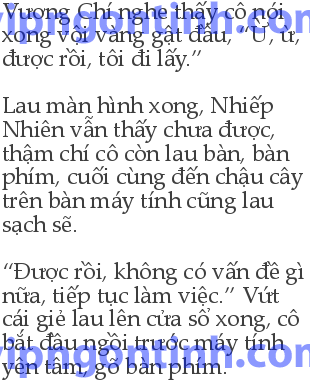 Vương Chí nghe thấy cô nói
xong vội vàng gật đầu, “Ừ, ừ,
được rồi, tôi đi lấy.”
Lau màn hình xong, Nhiếp
Nhiên vẫn thấy chưa được,
thậm chí cô còn lau bàn, bàn
phím, cuối cùng đến chậu cây
trên bàn máy tính cũng lau
sạch sẽ.
“Được rồi, không có vấn đề gì
nữa, tiếp tục làm việc.” Vứt
cái giẻ lau lên cửa sổ xong, cô
bắt đầu ngồi trước máy tính
yên tâm, gõ bàn phím.
vipngontinh.com
vipngontinh.com